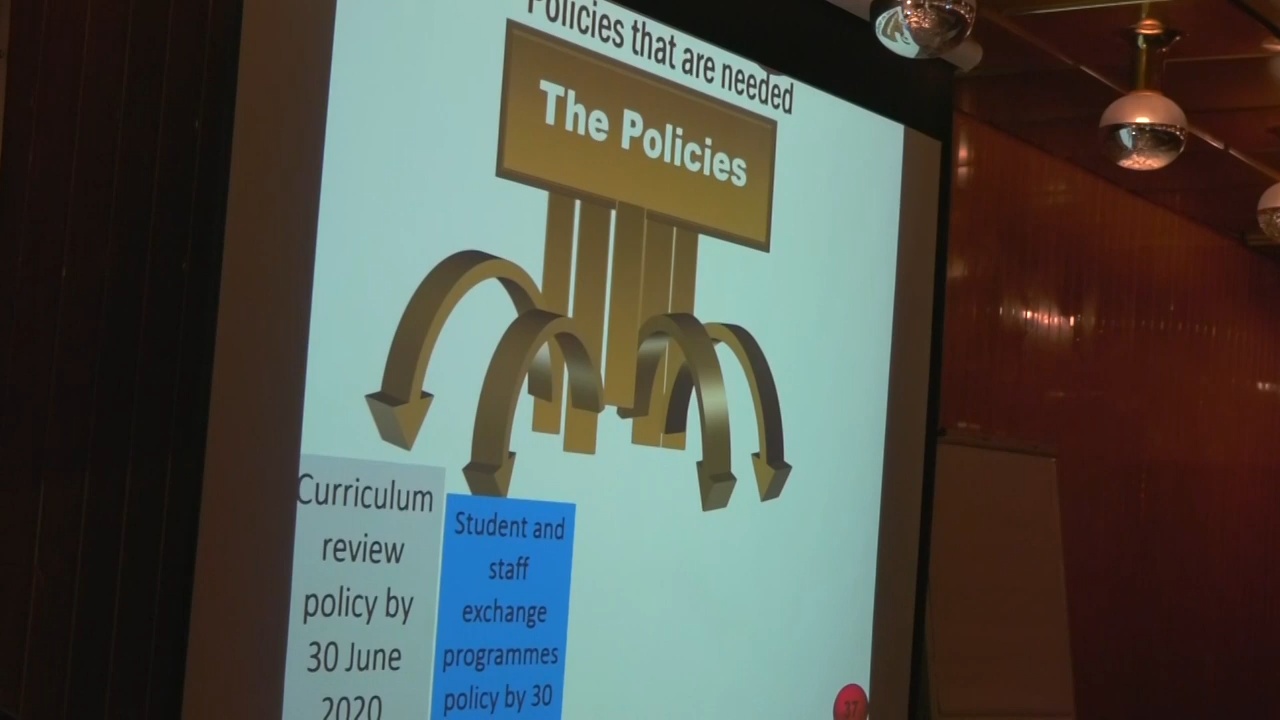 Policies that are needed
The Policies
Curriculum
review
policy by
30 June
2020
Student and
staff
exchange
programmes
policy by 30
37